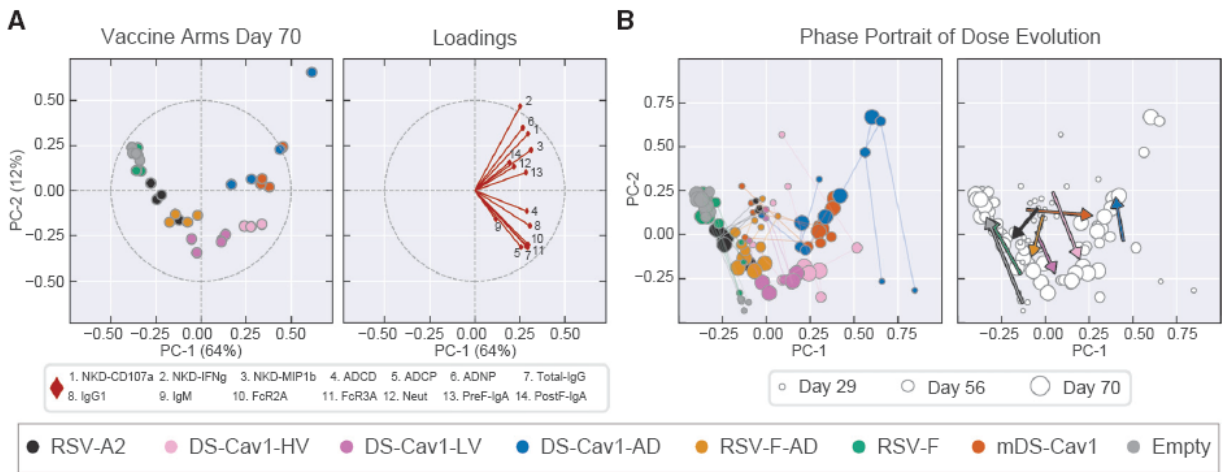 A
Vaccine Arms Day 70
Loadings
B
Phase Portrait of Dose Evolution
PC-2 (12%)
0.50
0.25
0.00
−0.25
−0.50
−0.50 −0.25 0.00 0.25 0.50
PC-1 (64%)
2
6
1
3
14
12
13
4
9
8
10
5 7 11
−0.50 −0.25 0.00 0.25 0.50
PC-1 (64%)
PC-2
0.75
0.50
0.25
0.00
−0.25
−0.25 0.00 0.25 0.50 0.75
PC-1
−0.25 0.00 0.25 0.50 0.75
PC-1
1. NKD-CD107a 2. NKD-IFNg 3. NKD-MIP1b 4. ADCD 5. ADCP 6. ADNP 7. Total-IgG
8. IgG1 9. IgM 10. FcR2A 11. FcR3A 12. Neut 13. PreF-IgA 14. PostF-IgA
Day 29 Day 56 Day 70
RSV-A2 DS-Cav1-HV DS-Cav1-LV DS-Cav1-AD RSV-F-AD RSV-F mDS-Cav1 Empty